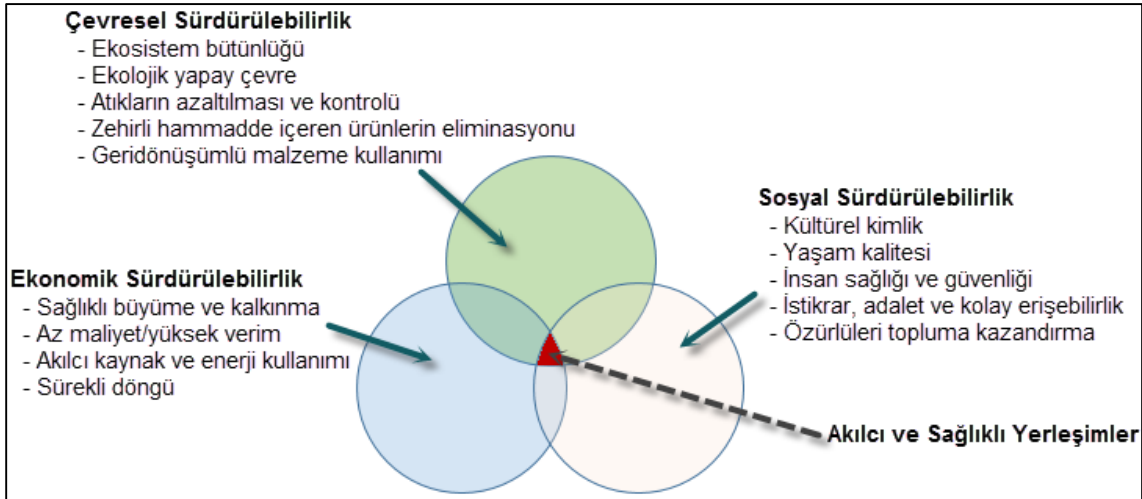 Çevresel Sürdürülebilirlik
- Ekosistem bütünlüğü
- Ekolojik yapay çevre
- Atıkların azaltılması ve kontrolü
- Zehirli hammadde içeren ürünlerin eliminasyonu
- Geridönüşümlü malzeme kullanımı
Sosyal Sürdürülebilirlik
- Kültürel kimlik
- Yaşam kalitesi
- İnsan sağlığı ve güvenliği
- İstikrar, adalet ve kolay erişebilirlik
- Özürlüleri topluma kazandırma
Ekonomik Sürdürülebilirlik
- Sağlıklı büyüme ve kalkınma
- Az maliyet/yüksek verim
- Akılcı kaynak ve enerji kullanımı
- Sürekli döngü
Akılcı ve Sağlıklı Yerleşimler